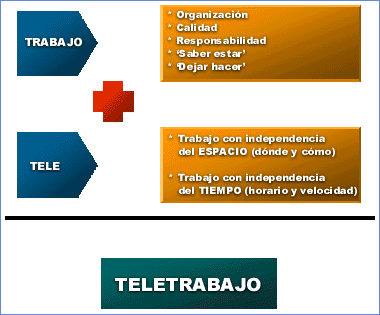 TRABAJO
* Organización
* Calidad
* Responsabilidad
* ‘Saber estar’
* ‘Dejar hacer’
TELE
* Trabajo con independencia
del ESPACIO (dónde y cómo)
* Trabajo con independencia
del TIEMPO (horario y velocidad)
TELETRABAJO